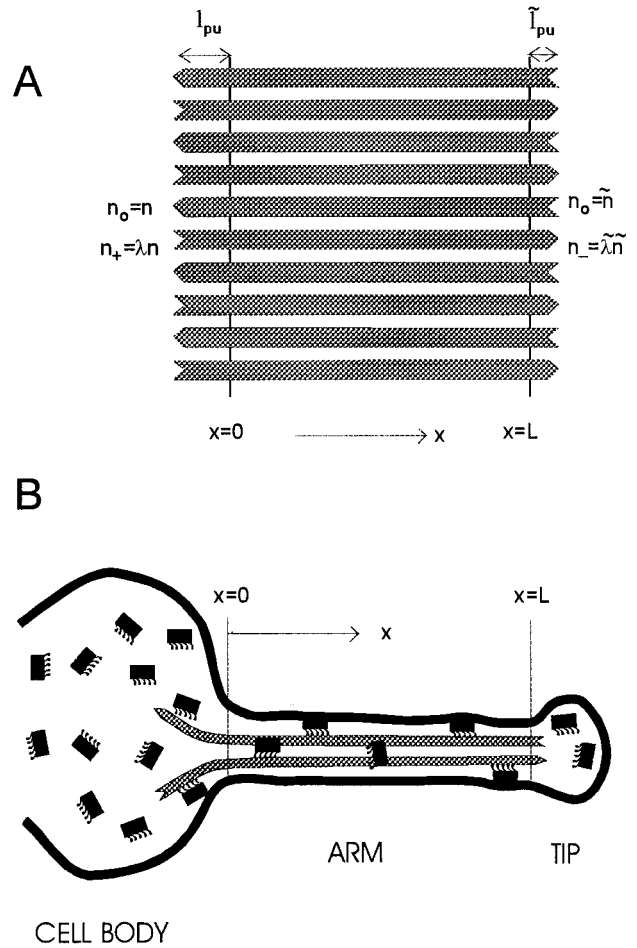 l_pu l̃_pu
A
n_o=n n_o=ñ
n_+=λn n_-=λ̃ñ
x=0 x x=L
B
x=0 x=L
x
ARM TIP
CELL BODY